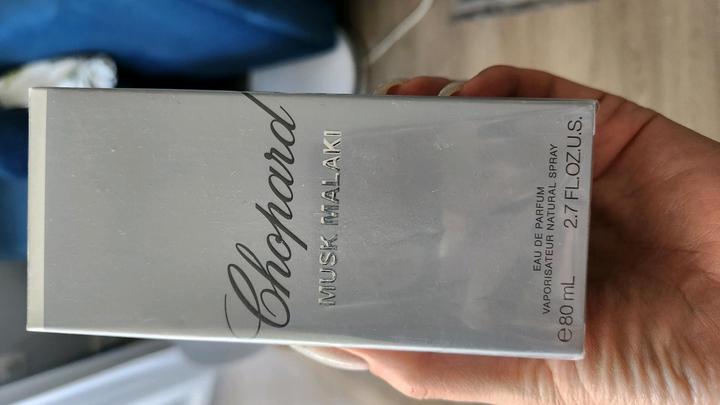 Chopard
MUSK MALAKI
EAU DE PARFUM
VAPORISATEUR NATURAL SPRAY
℮80 mL 2.7 FL.OZ.U.S.